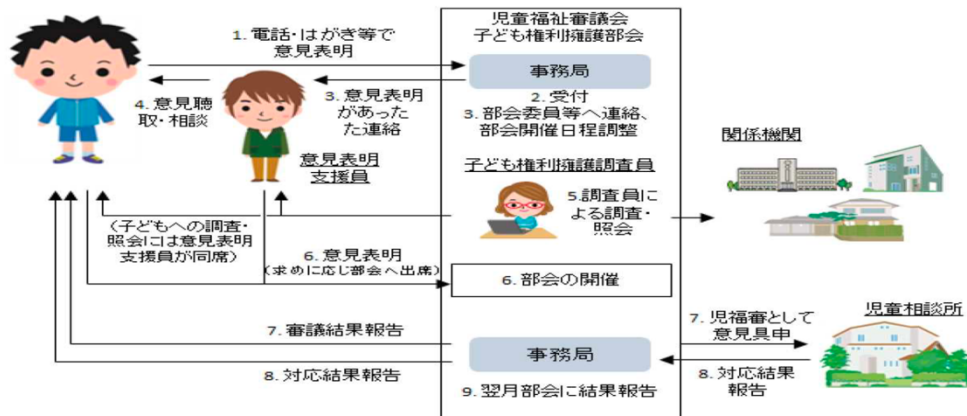 児童福祉審議会
子ども権利擁護部会
1. 電話・はがき等で
意見表明
事務局
2. 受付
3. 部会委員等へ連絡、
部会開催日程調整
3. 意見表明
があった
た連絡
4. 意見聴
取・相談
意見表明
支援員
子ども権利擁護調査員
5.調査員に
よる調査・
照会
関係機関
(子どもへの調査・
照会には意見表明
支援員が同席)
6. 意見表明
(求めに応じ部会へ出席)
6. 部会の開催
7. 審議結果報告
8. 対応結果報告
事務局
9. 翌月部会に結果報告
7. 児福審として
意見具申
8. 対応結果
報告
児童相談所